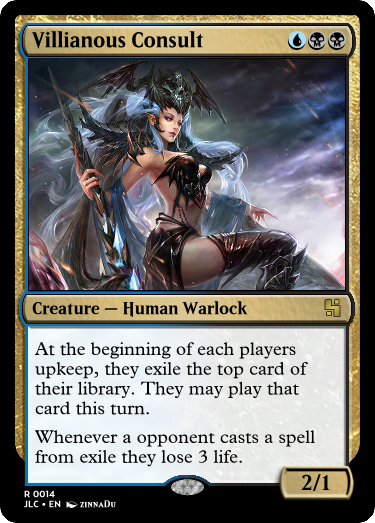 Villianous Consult
Creature — Human Warlock
At the beginning of each players
upkeep, they exile the top card of
their library. They may play that
card this turn.
Whenever a opponent casts a spell
from exile they lose 3 life.
2/1
R 0014
JLC • EN ZINNADU